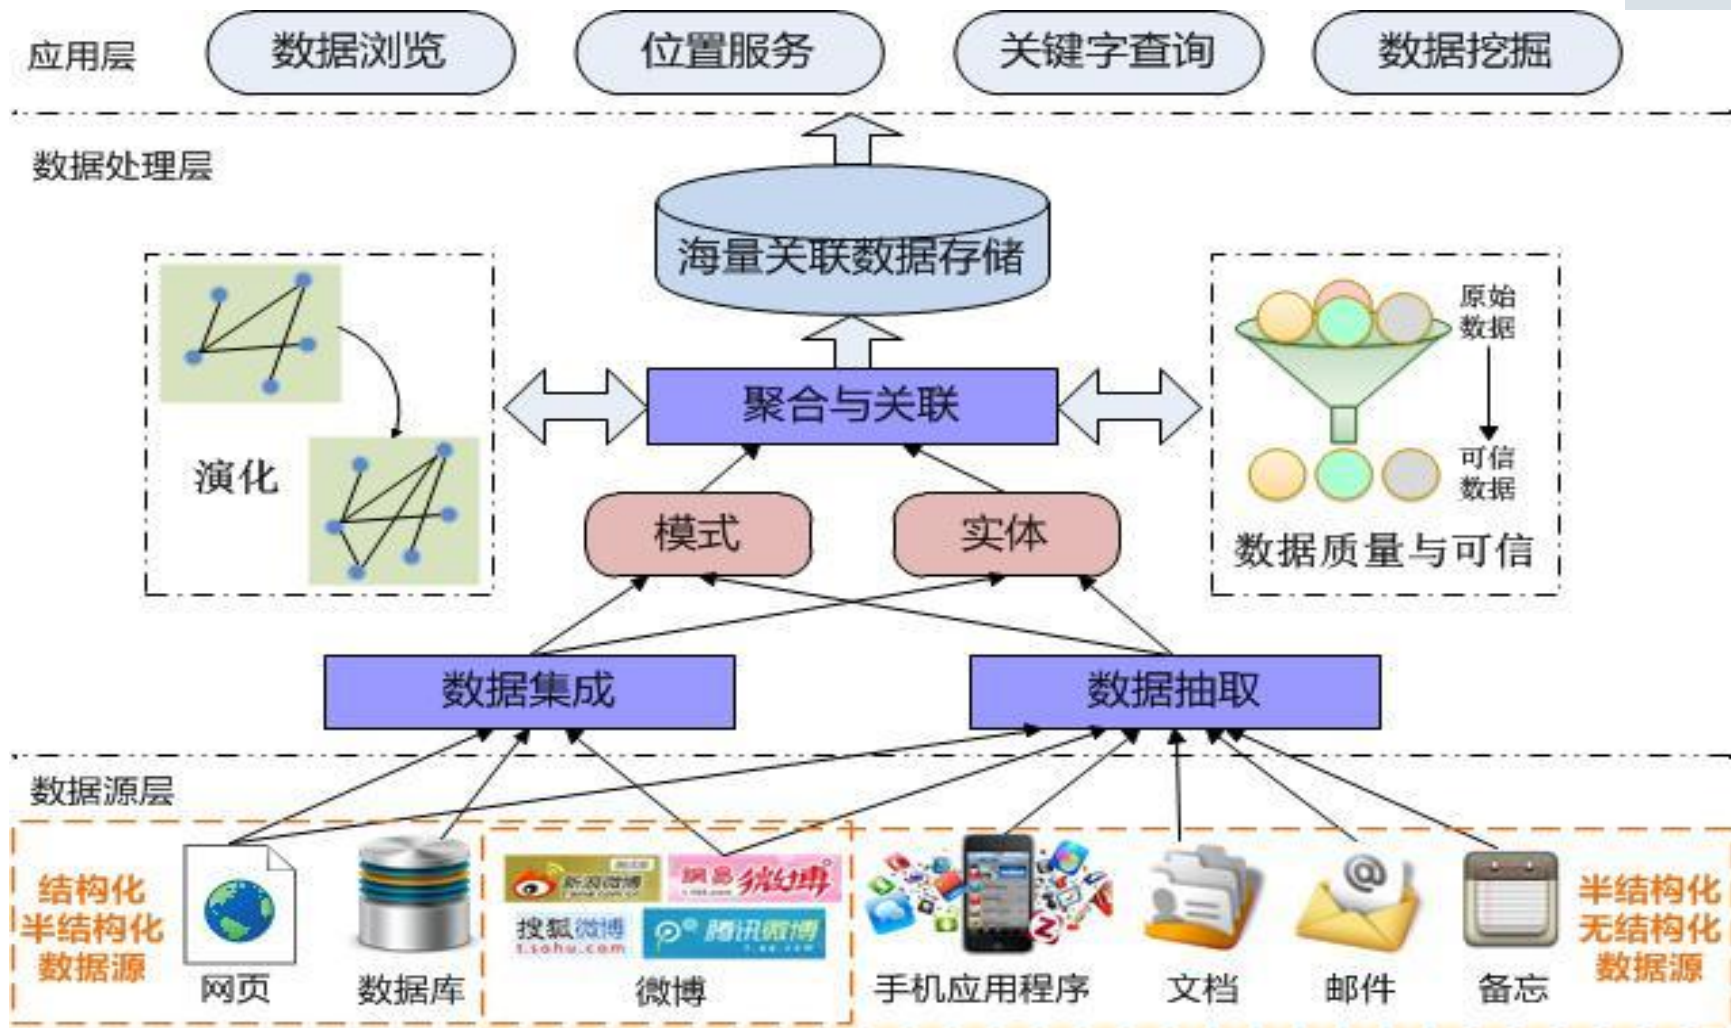 应用层
数据浏览
位置服务
关键字查询
数据挖掘
数据处理层
海量关联数据存储
原始
数据
聚合与关联
演化
可信
数据
模式
实体
数据质量与可信
数据集成
数据抽取
数据源层
结构化
半结构化
数据源
新浪微博
網易微博
搜狐微博
t.sohu.com
腾讯微博
网页
数据库
微博
手机应用程序
文档
邮件
备忘
半结构化
无结构化
数据源